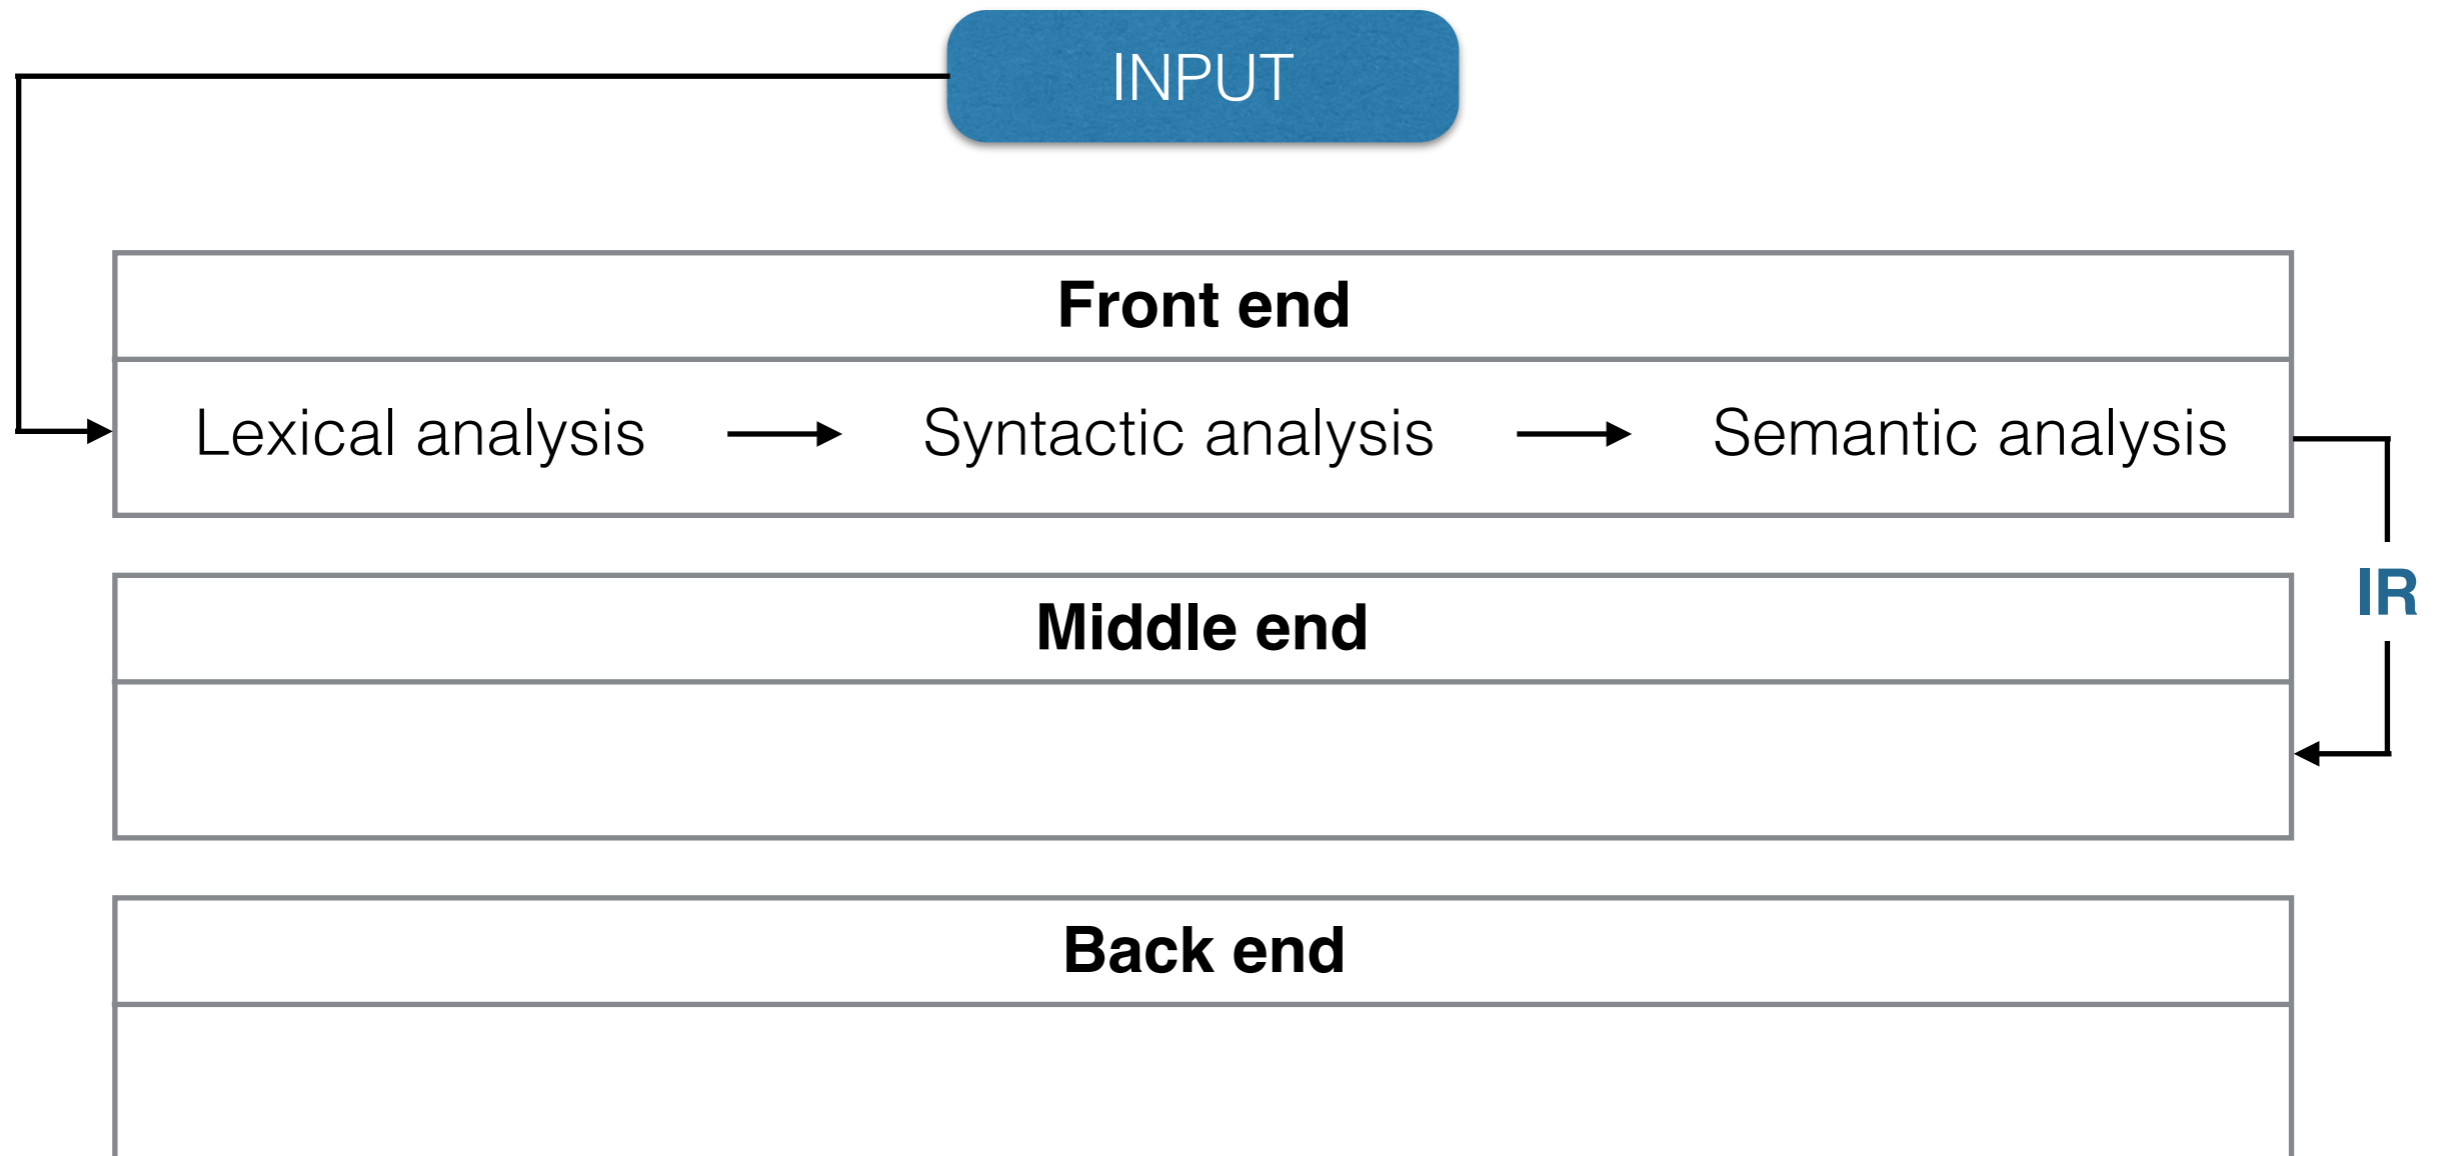 INPUT
Front end
Lexical analysis
Syntactic analysis
Semantic analysis
IR
Middle end
Back end